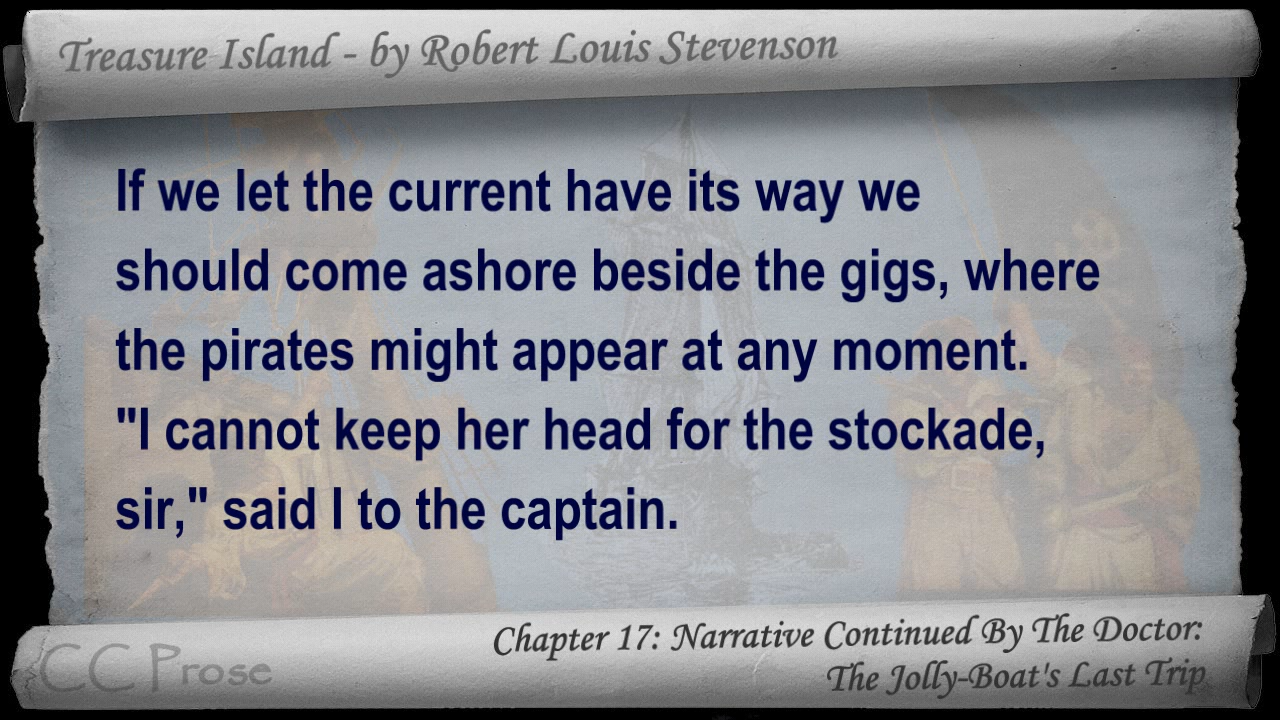 Treasure Island - by Robert Louis Stevenson
If we let the current have its way we
should come ashore beside the gigs, where
the pirates might appear at any moment.
"I cannot keep her head for the stockade,
sir," said I to the captain.
Chapter 17: Narrative Continued By The Doctor:
The Jolly-Boat's Last Trip
CC Prose